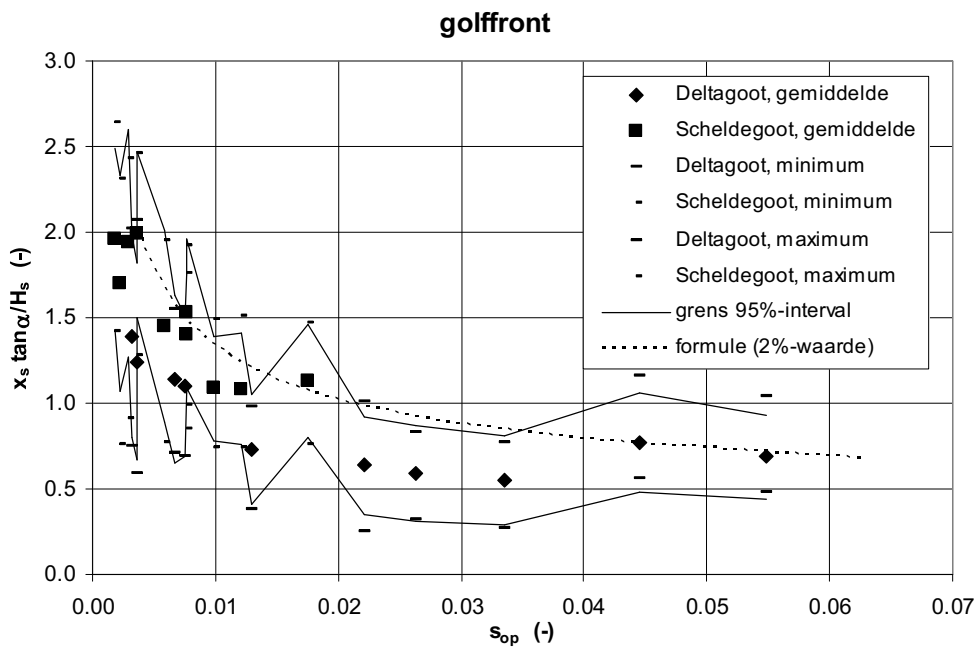 golffront
3.0
2.5
2.0
1.5
1.0
0.5
0.0
x_s tanα/H_s (-)
Deltagoot, gemiddelde
Scheldegoot, gemiddelde
Deltagoot, minimum
Scheldegoot, minimum
Deltagoot, maximum
Scheldegoot, maximum
grens 95%-interval
formule (2%-waarde)
0.00 0.01 0.02 0.03 0.04 0.05 0.06 0.07
s_op (-)